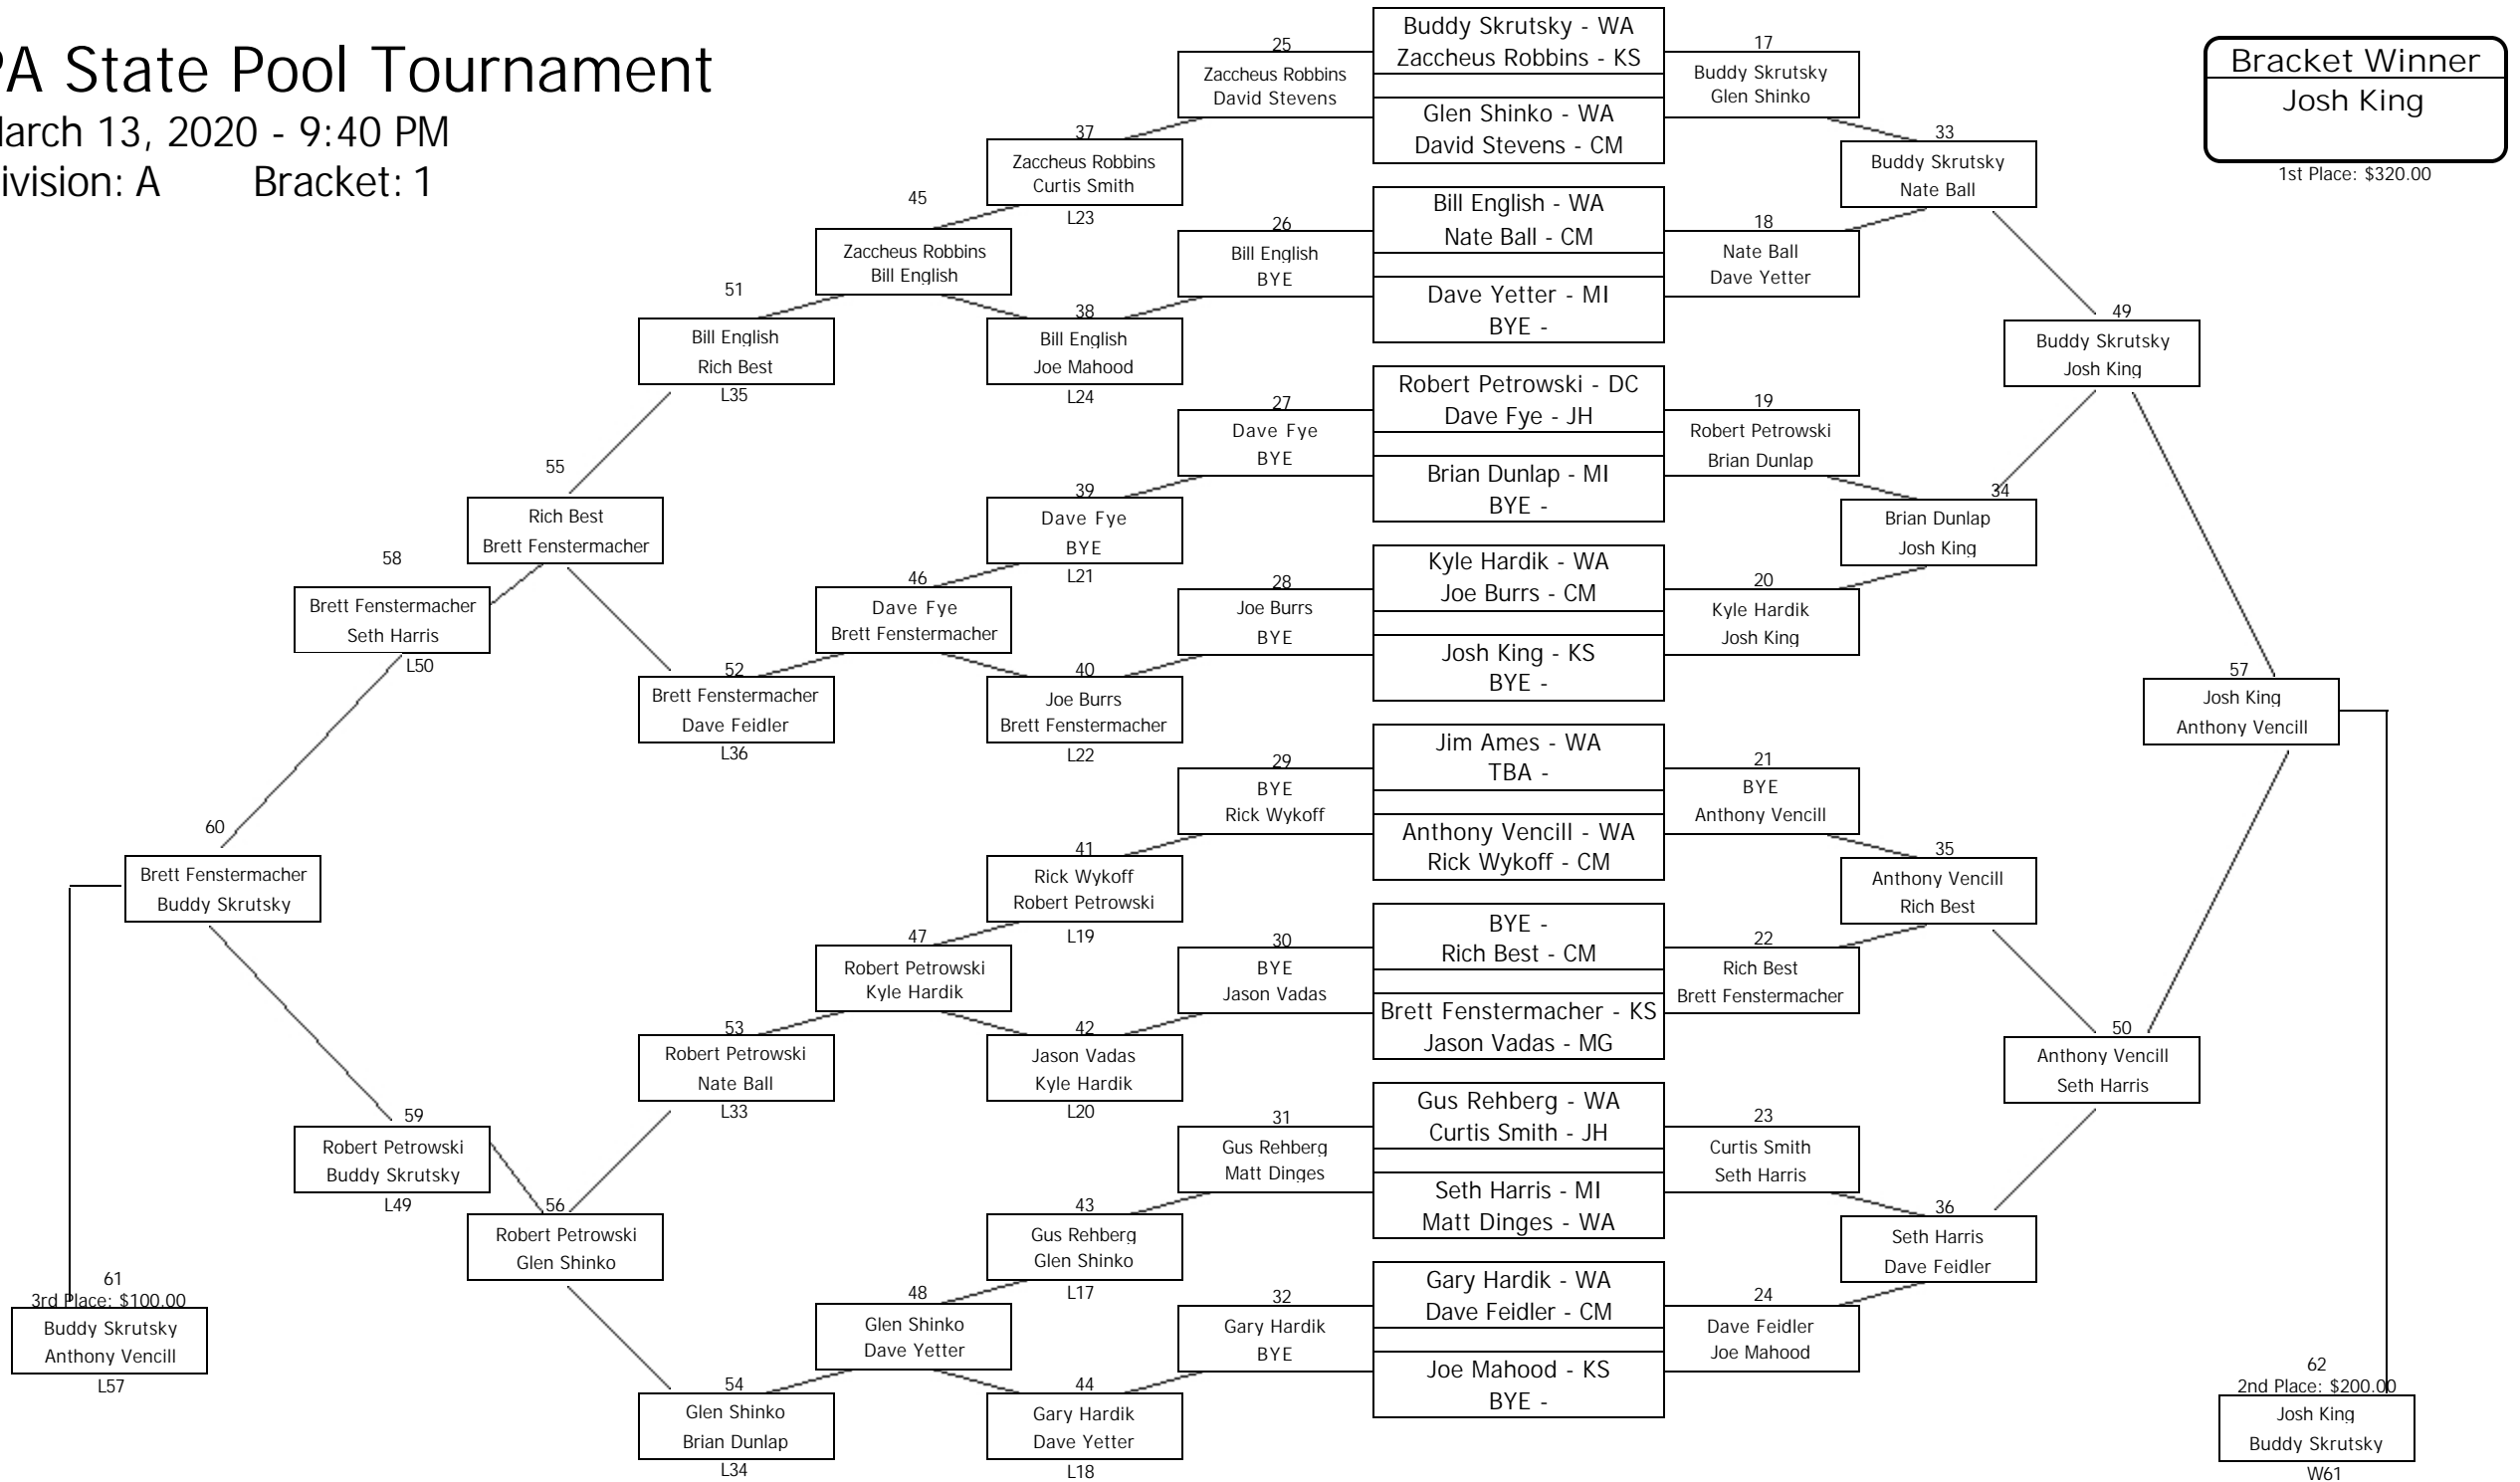 PA State Pool Tournament
March 13, 2020 - 9:40 PM
ivision: A Bracket: 1
Bracket Winner
Josh King
1st Place: $320.00
60
Brett Fenstermacher
Buddy Skrutsky
61
3rd Place: $100.00
Buddy Skrutsky
Anthony Vencill
L57
58
Brett Fenstermacher
Seth Harris
L50
59
Robert Petrowski
Buddy Skrutsky
L49
55
Rich Best
Brett Fenstermacher
56
Robert Petrowski
Glen Shinko
51
Bill English
Rich Best
L35
52
Brett Fenstermacher
Dave Feidler
L36
53
Robert Petrowski
Nate Ball
L33
54
Glen Shinko
Brian Dunlap
L34
45
Zaccheus Robbins
Bill English
46
Dave Fye
Brett Fenstermacher
47
Robert Petrowski
Kyle Hardik
48
Glen Shinko
Dave Yetter
37
Zaccheus Robbins
Curtis Smith
L23
38
Bill English
Joe Mahood
L24
39
Dave Fye
BYE
L21
40
Joe Burrs
Brett Fenstermacher
L22
41
Rick Wykoff
Robert Petrowski
L19
42
Jason Vadas
Kyle Hardik
L20
43
Gus Rehberg
Glen Shinko
L17
44
Gary Hardik
Dave Yetter
L18
25
Zaccheus Robbins
David Stevens
26
Bill English
BYE
27
Dave Fye
BYE
28
Joe Burrs
BYE
29
BYE
Rick Wykoff
30
BYE
Jason Vadas
31
Gus Rehberg
Matt Dinges
32
Gary Hardik
BYE
Buddy Skrutsky - WA
Zaccheus Robbins - KS
Glen Shinko - WA
David Stevens - CM
Bill English - WA
Nate Ball - CM
Dave Yetter - MI
BYE -
Robert Petrowski - DC
Dave Fye - JH
Brian Dunlap - MI
BYE -
Kyle Hardik - WA
Joe Burrs - CM
Josh King - KS
BYE -
Jim Ames - WA
TBA -
Anthony Vencill - WA
Rick Wykoff - CM
BYE -
Rich Best - CM
Brett Fenstermacher - KS
Jason Vadas - MG
Gus Rehberg - WA
Curtis Smith - JH
Seth Harris - MI
Matt Dinges - WA
Gary Hardik - WA
Dave Feidler - CM
Joe Mahood - KS
BYE -
17
Buddy Skrutsky
Glen Shinko
18
Nate Ball
Dave Yetter
19
Robert Petrowski
Brian Dunlap
20
Kyle Hardik
Josh King
21
BYE
Anthony Vencill
22
Rich Best
Brett Fenstermacher
23
Curtis Smith
Seth Harris
24
Dave Feidler
Joe Mahood
33
Buddy Skrutsky
Nate Ball
34
Brian Dunlap
Josh King
35
Anthony Vencill
Rich Best
36
Seth Harris
Dave Feidler
49
Buddy Skrutsky
Josh King
50
Anthony Vencill
Seth Harris
57
Josh King
Anthony Vencill
62
2nd Place: $200.00
Josh King
Buddy Skrutsky
W61